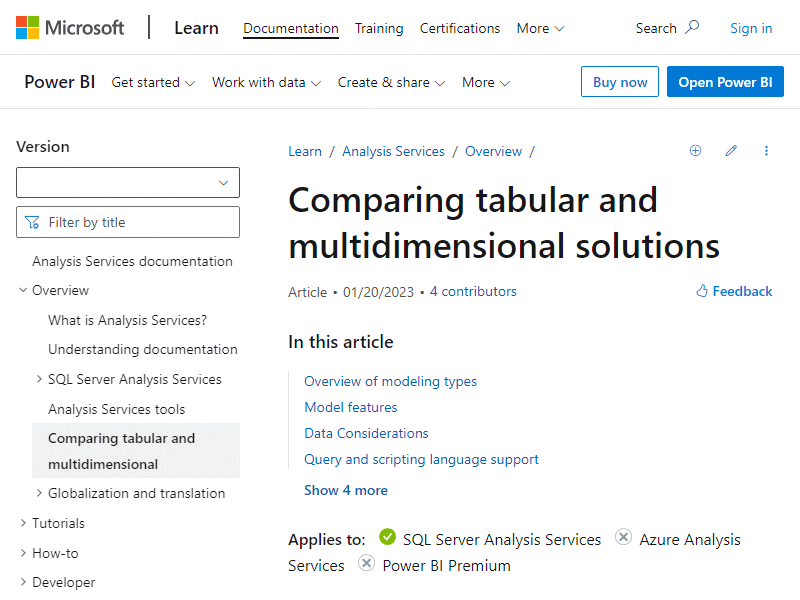 Microsoft Learn Documentation Training Certifications More Search Sign in
Power BI Get started Work with data Create & share More Buy now Open Power BI
Version
Filter by title
Analysis Services documentation
Overview
What is Analysis Services?
Understanding documentation
SQL Server Analysis Services
Analysis Services tools
Comparing tabular and
multidimensional
Globalization and translation
Tutorials
How-to
Developer
Learn / Analysis Services / Overview /
Comparing tabular and
multidimensional solutions
Article • 01/20/2023 • 4 contributors
Feedback
In this article
Overview of modeling types
Model features
Data Considerations
Query and scripting language support
Show 4 more
Applies to: SQL Server Analysis Services Azure Analysis
Services Power BI Premium